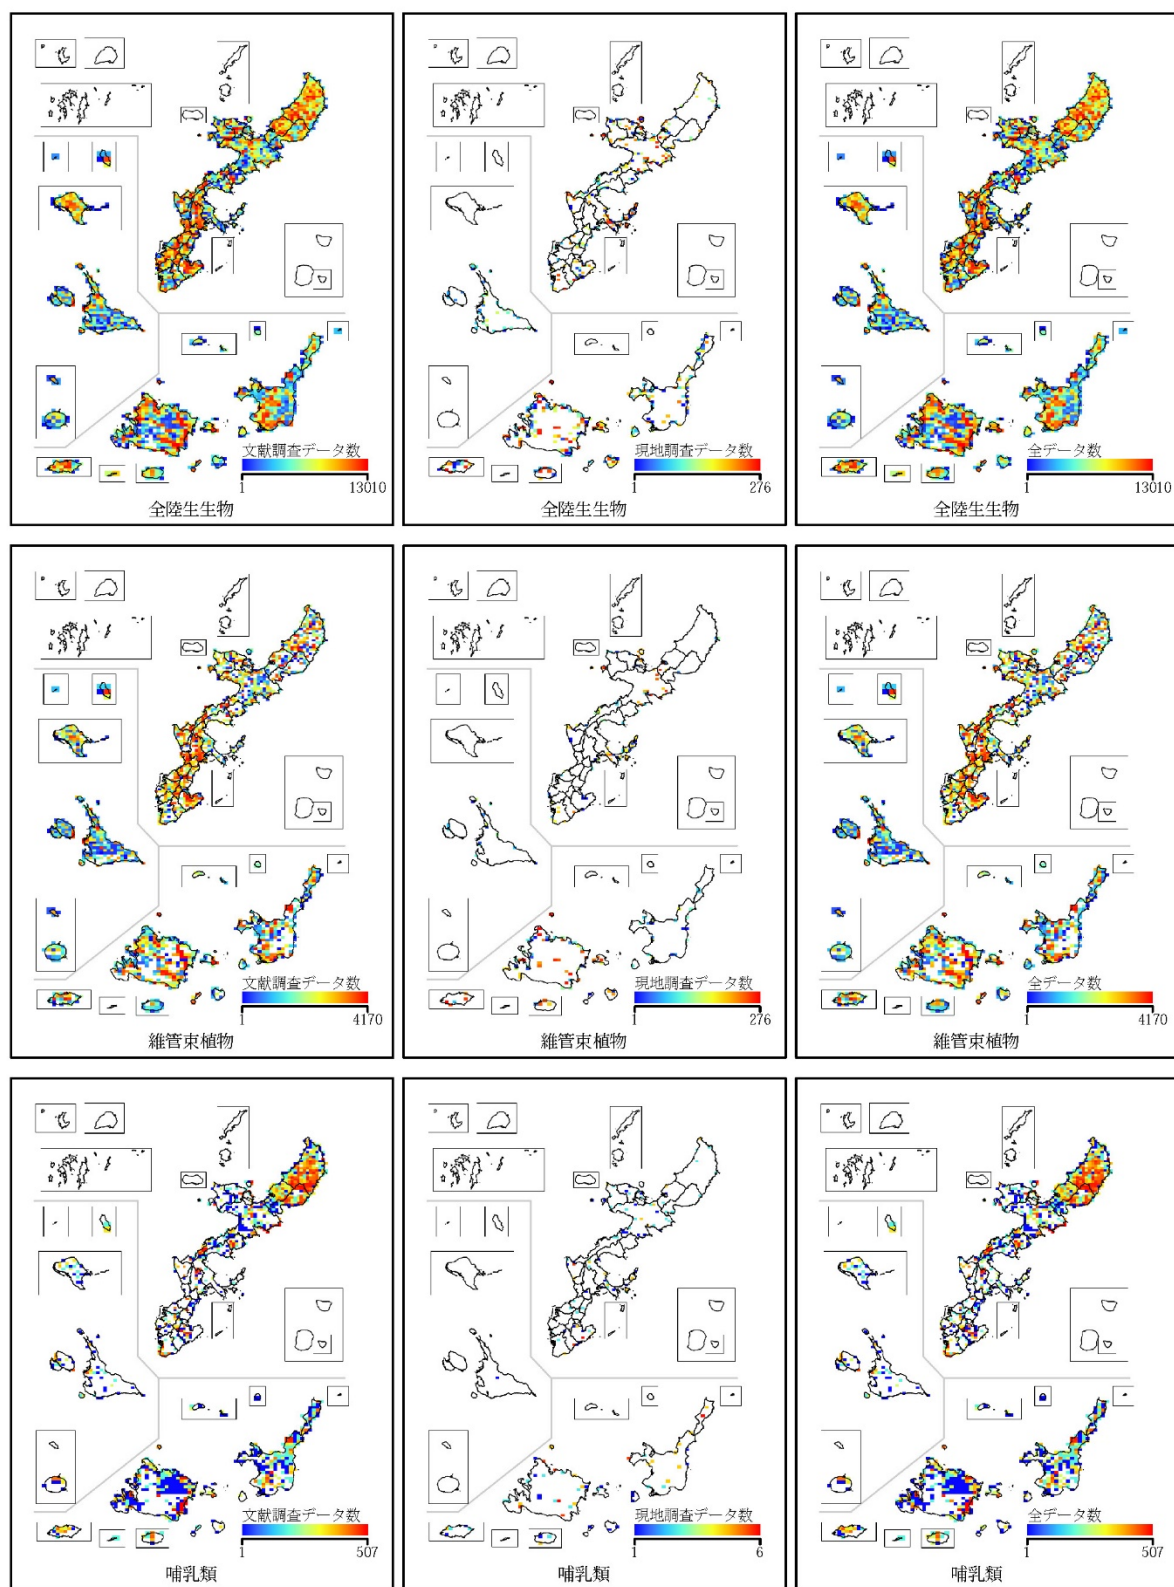 文献調査データ数
1 13010
全陸生生物
現地調査データ数
1 276
全陸生生物
全データ数
1 13010
全陸生生物
文献調査データ数
1 4170
維管束植物
現地調査データ数
1 276
維管束植物
全データ数
1 4170
維管束植物
文献調査データ数
1 507
哺乳類
現地調査データ数
1 6
哺乳類
全データ数
1 507
哺乳類